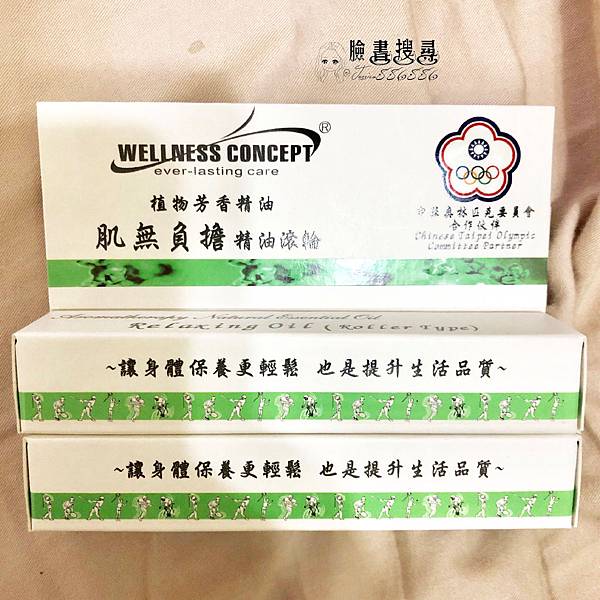 臉書搜尋
Jessica556556
WELLNESS CONCEPT®
ever-lasting care
植物芳香精油
肌無負擔 精油滾輪
中華奧林匹克委員會
合作伙伴
Chinese Taipei Olympic
Committee Partner
Aromatherapy Natural Essential Oil
Relaxing Oil (Roller Type)
~讓身體保養更輕鬆 也是提升生活品質~
~讓身體保養更輕鬆 也是提升生活品質~